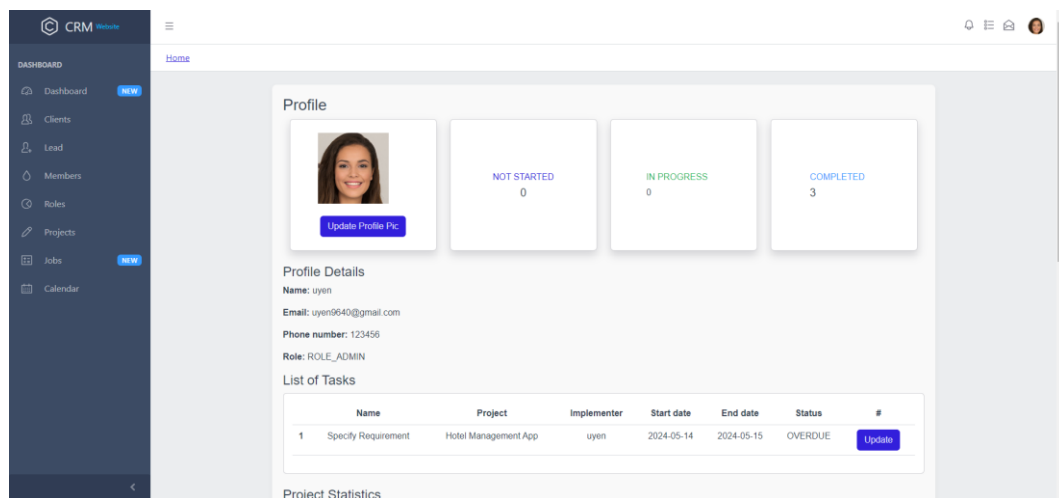 CRM Website
Home
DASHBOARD
Dashboard NEW
Clients
Lead
Members
Roles
Projects
Jobs NEW
Calendar
Profile
Update Profile Pic
NOT STARTED
0
IN PROGRESS
0
COMPLETED
3
Profile Details
Name: uyen
Email: uyen9640@gmail.com
Phone number: 123456
Role: ROLE_ADMIN
List of Tasks
Name Project Implementer Start date End date Status #
1 Specify Requirement Hotel Management App uyen 2024-05-14 2024-05-15 OVERDUE Update
Project Statistics